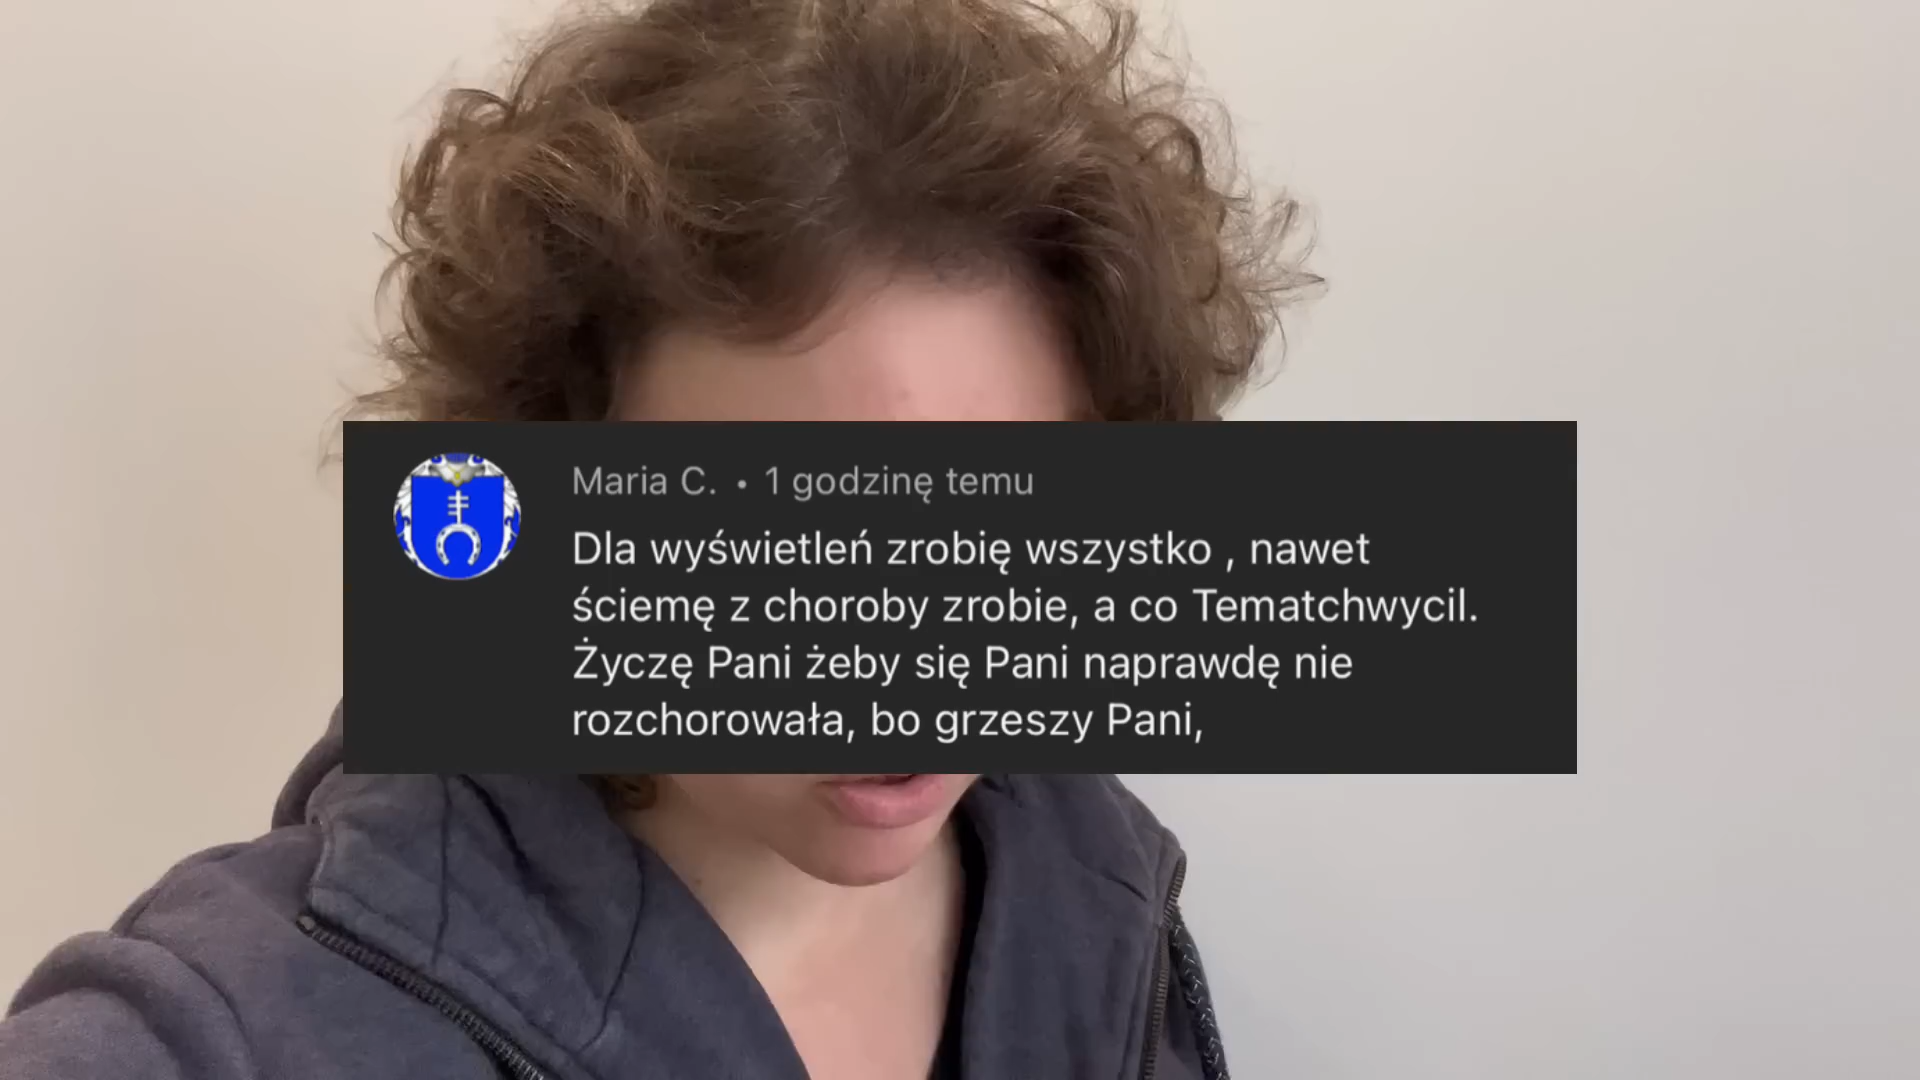 Maria C. • 1 godzinę temu
Dla wyświetleń zrobię wszystko , nawet
ściemę z choroby zrobie, a co Tematchwycil.
Życzę Pani żeby się Pani naprawdę nie
rozchorowała, bo grzeszy Pani,